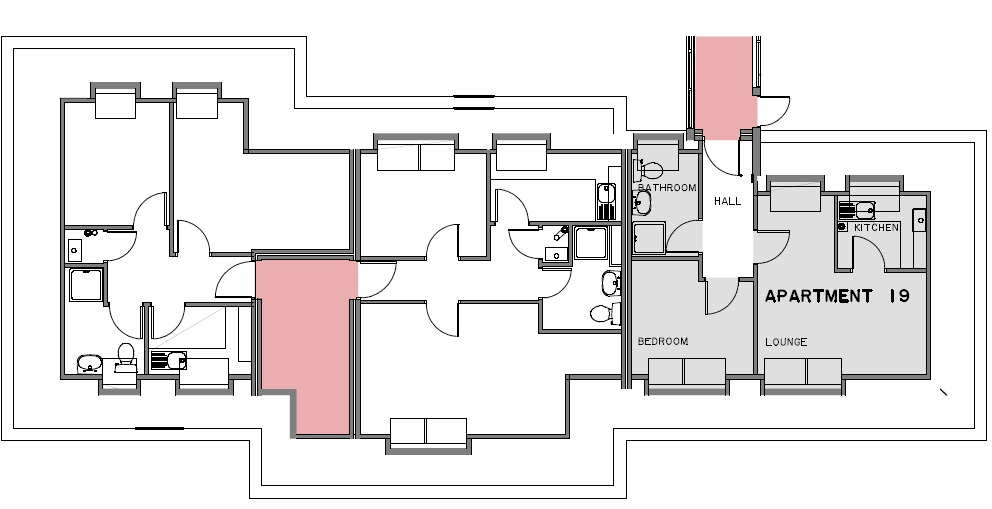 BATHROOM
HALL
KITCHEN
APARTMENT 19
BEDROOM
LOUNGE